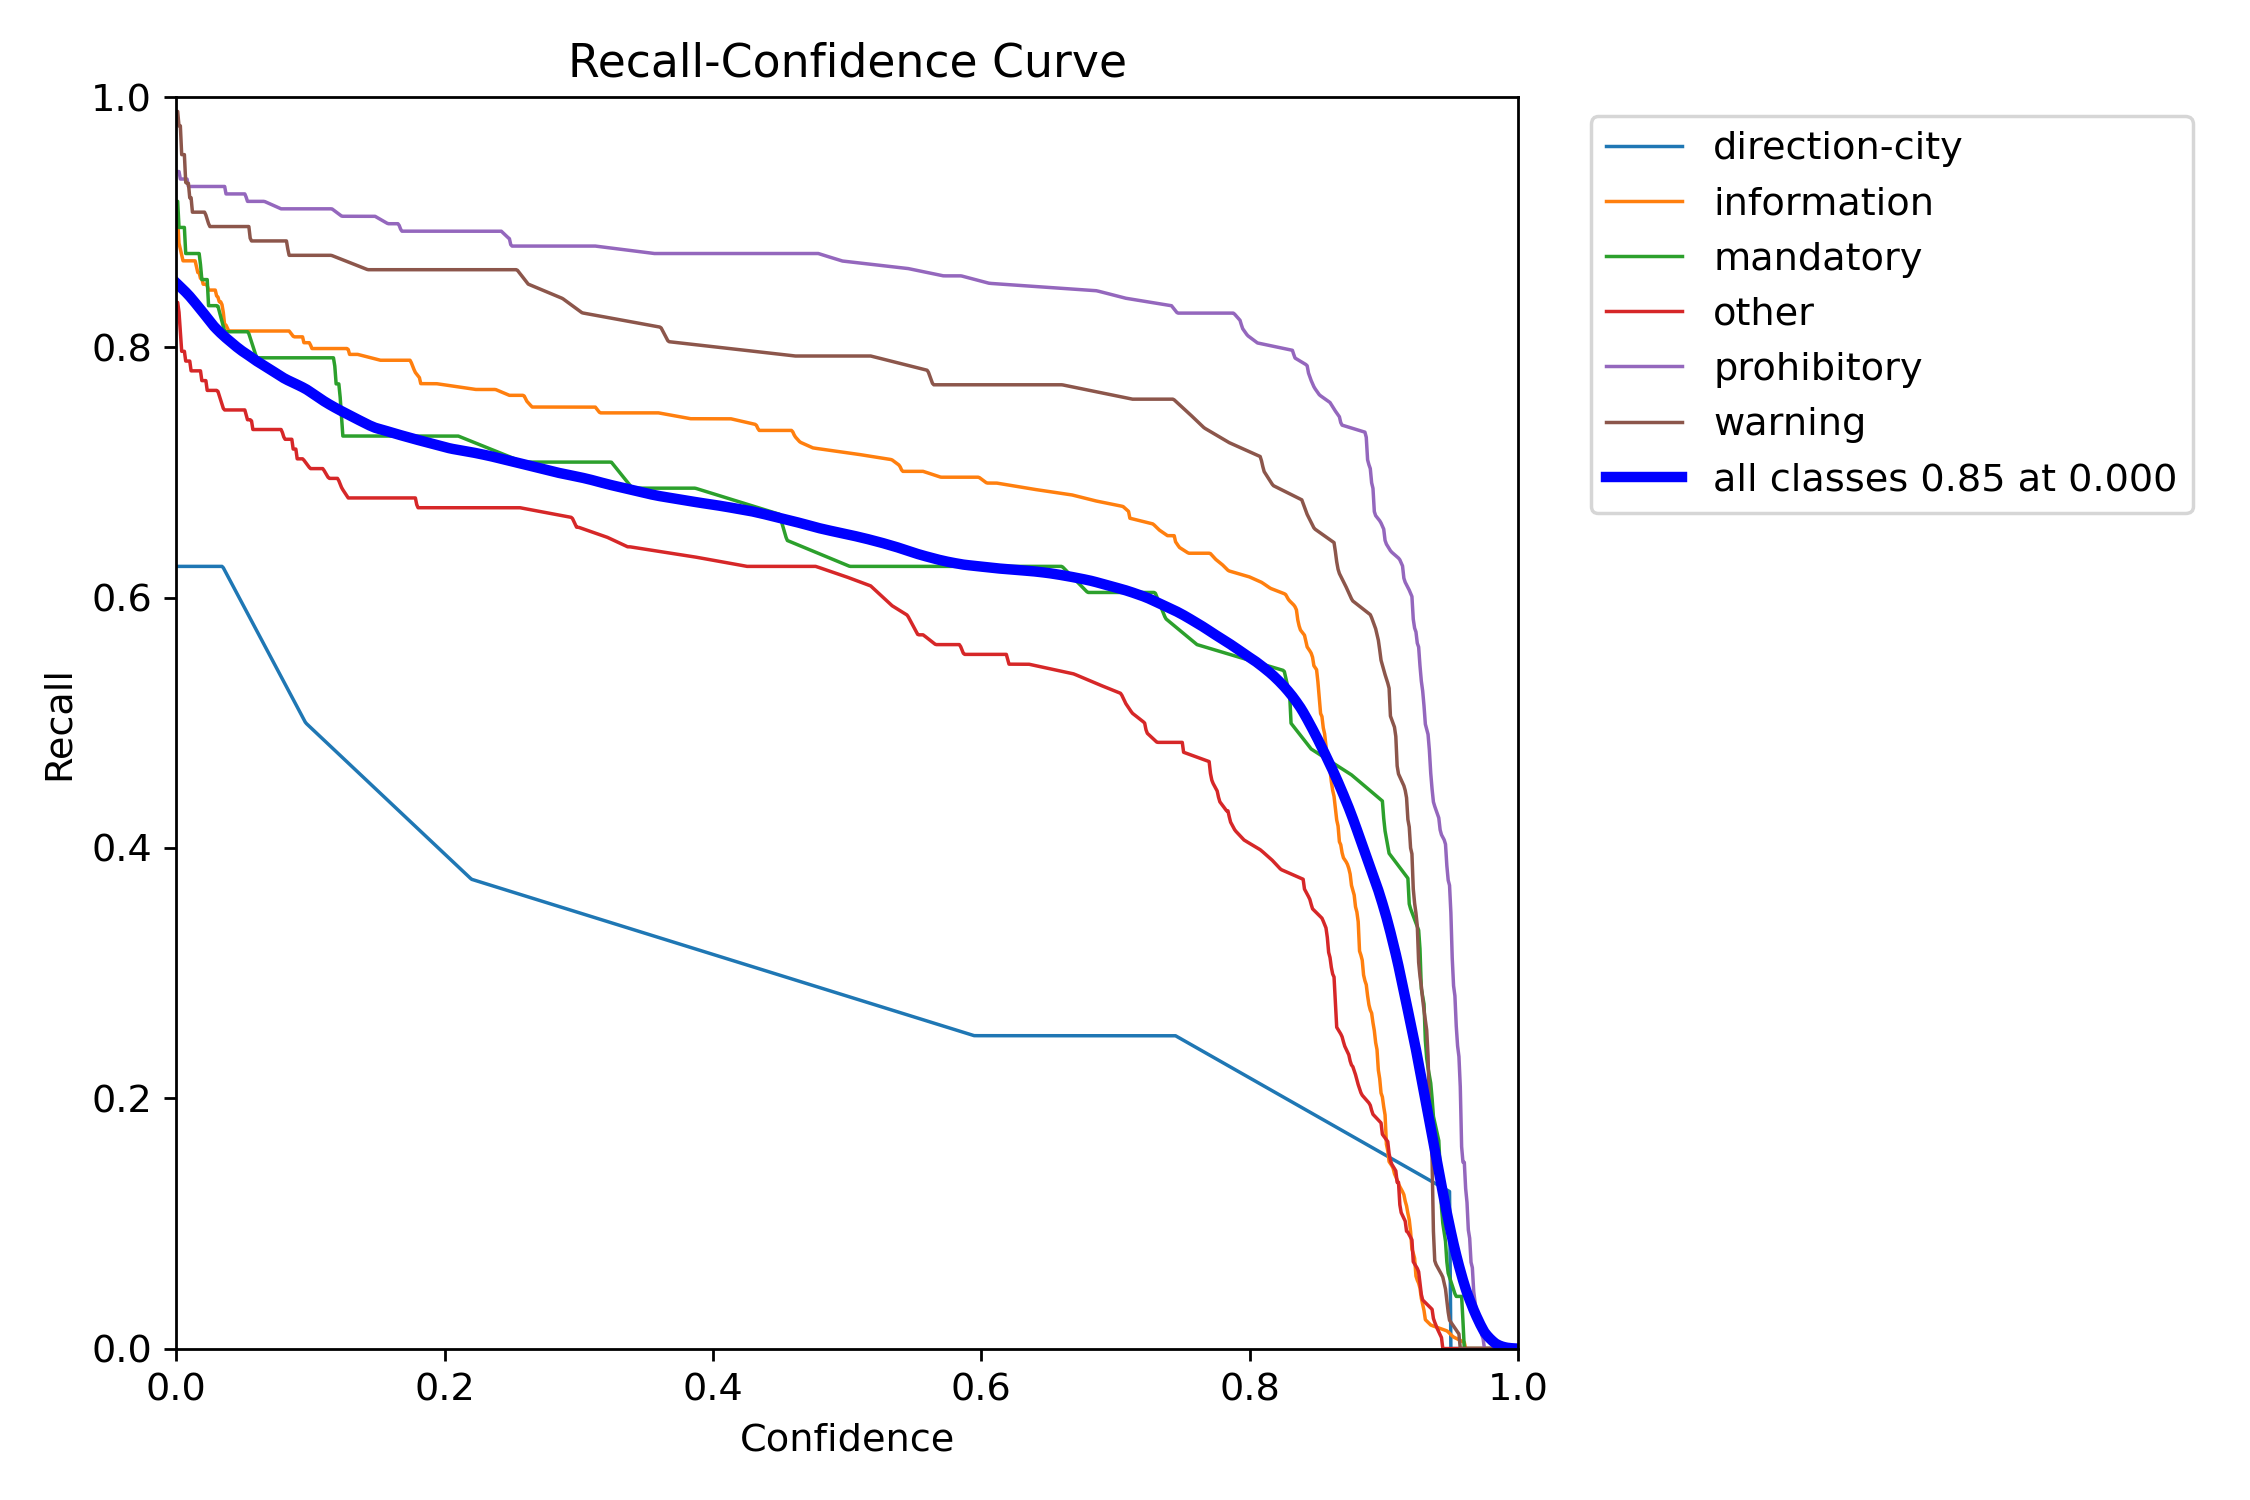 Recall-Confidence Curve
1.0
0.8
0.6
0.4
0.2
0.0
Recall
0.0 0.2 0.4 0.6 0.8 1.0
Confidence
direction-city
information
mandatory
other
prohibitory
warning
all classes 0.85 at 0.000